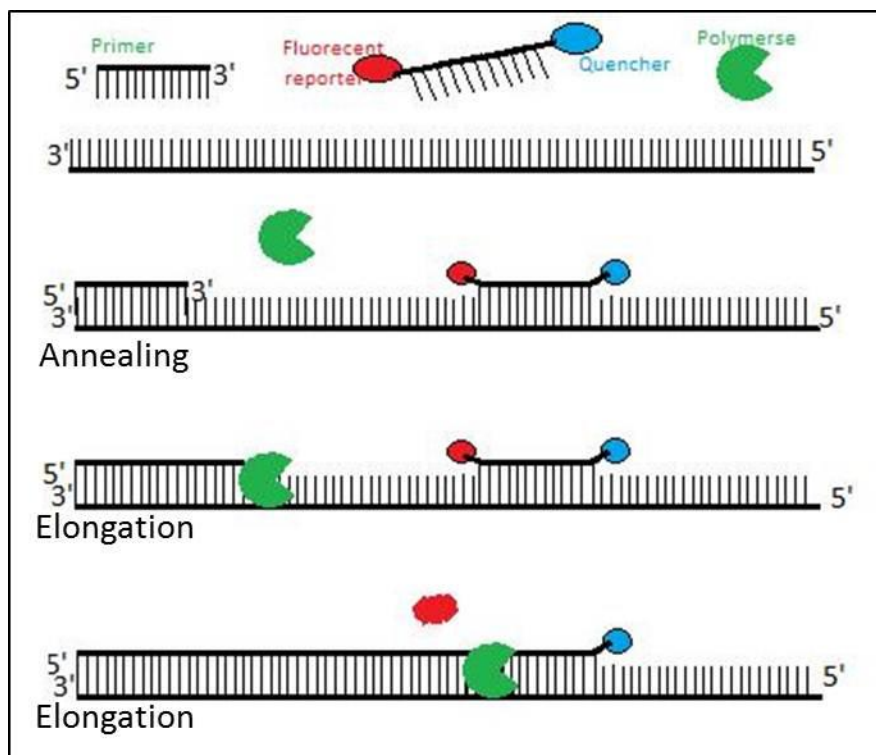 Primer
Fluorecent
reporter
Quencher
Polymerse
5' 3'
3' 5'
5' 3'
3' 5'
Annealing
5'
3' 5'
Elongation
5'
3' 5'
Elongation